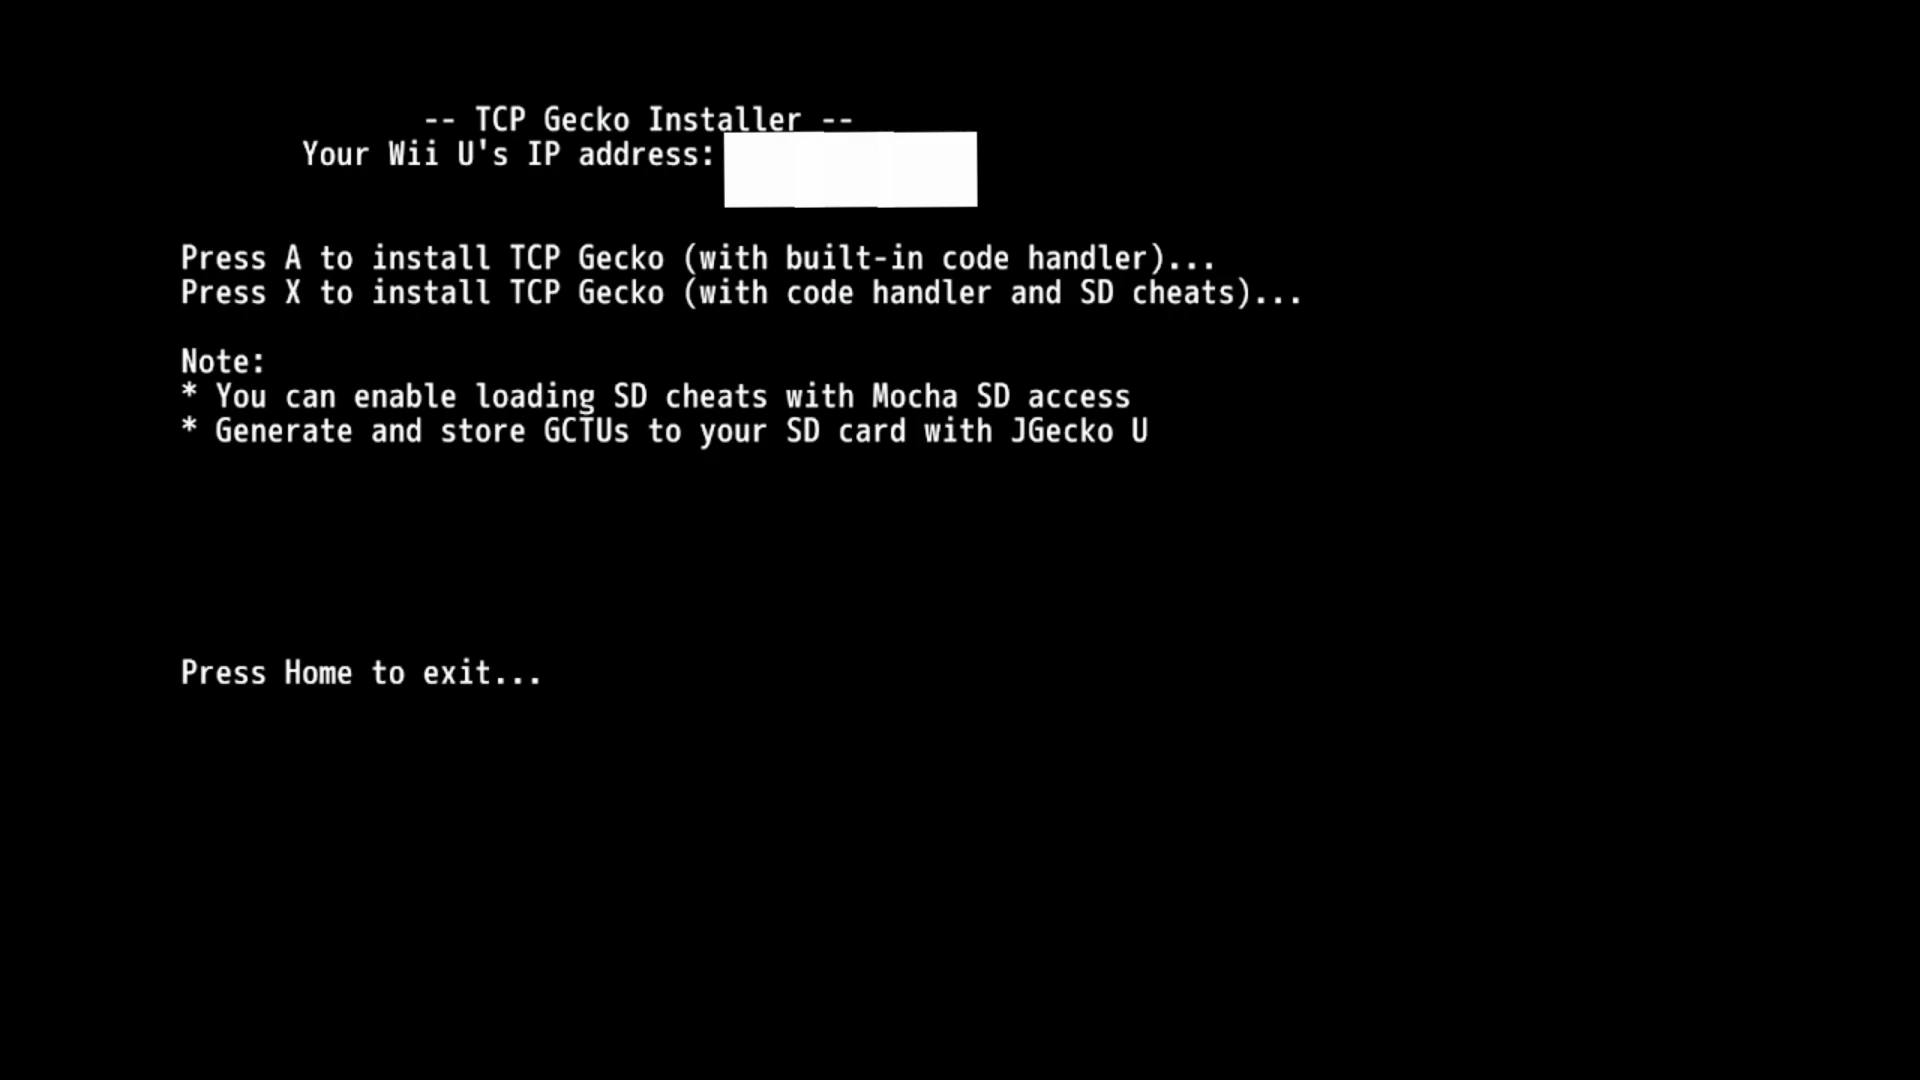 -- TCP Gecko Installer --
Your Wii U's IP address:
Press A to install TCP Gecko (with built-in code handler)...
Press X to install TCP Gecko (with code handler and SD cheats)...
Note:
* You can enable loading SD cheats with Mocha SD access
* Generate and store GCTUs to your SD card with JGecko U
Press Home to exit...